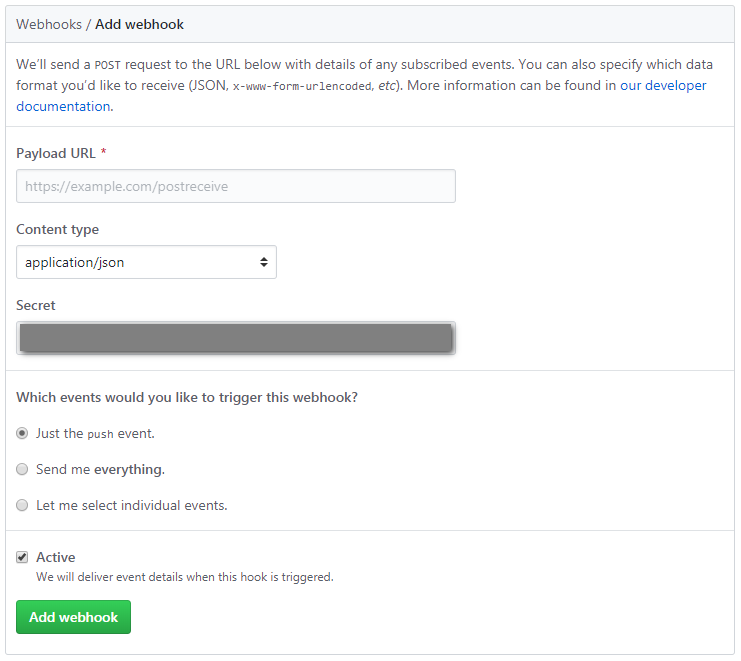 Webhooks / Add webhook
We’ll send a POST request to the URL below with details of any subscribed events. You can also specify which data
format you’d like to receive (JSON, x-www-form-urlencoded, etc). More information can be found in our developer
documentation.
Payload URL *
https://example.com/postreceive
Content type
application/json
Secret
Which events would you like to trigger this webhook?
Just the push event.
Send me everything.
Let me select individual events.
Active
We will deliver event details when this hook is triggered.
Add webhook